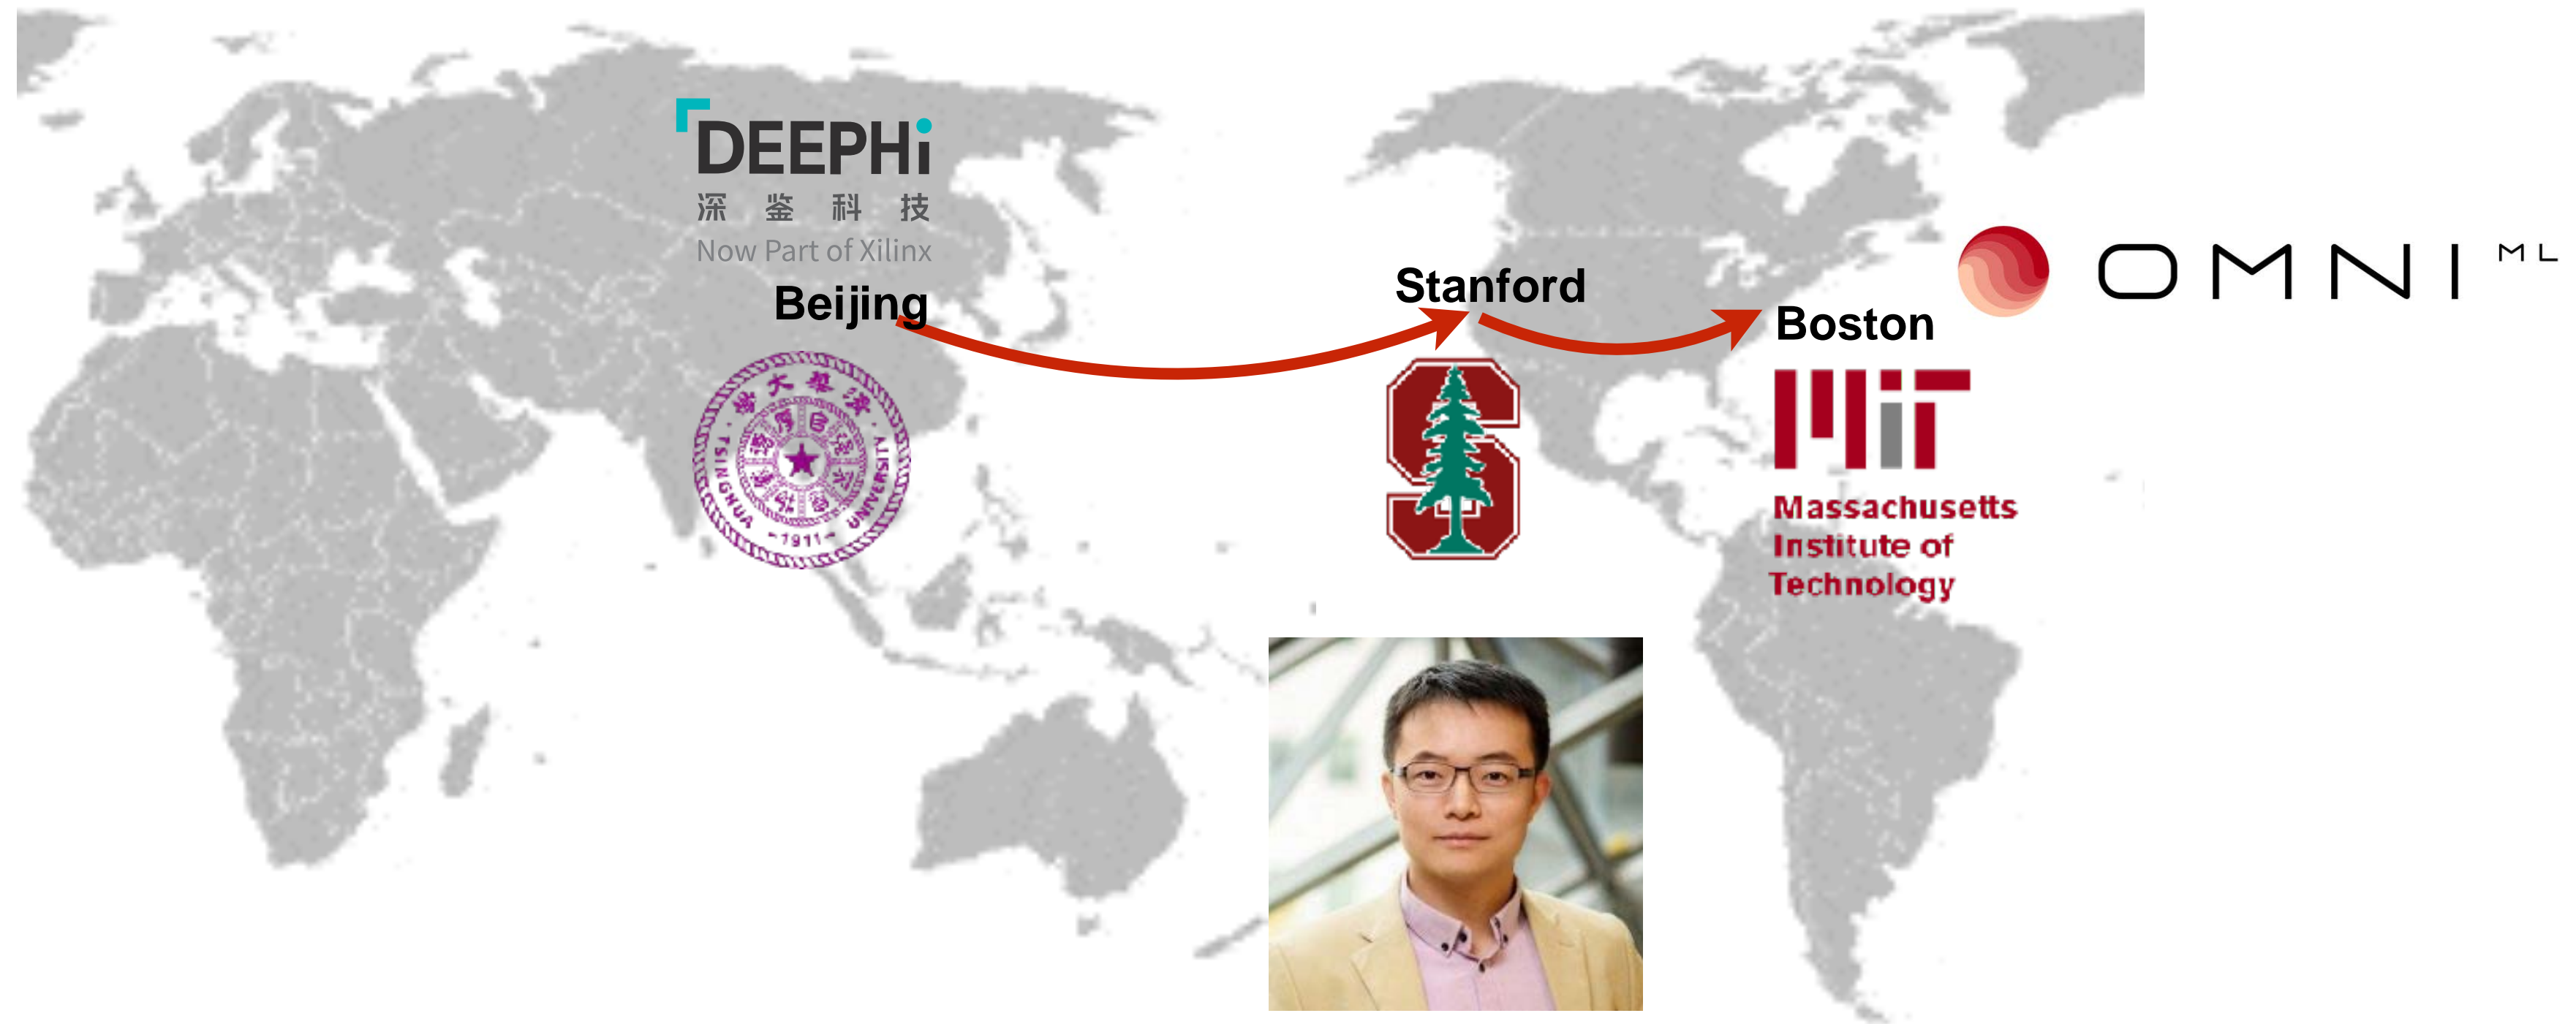 DEEPHi
深鉴科技
Now Part of Xilinx
Beijing
TSINGHUA UNIVERSITY
-1911-
Stanford
Boston
MIT
Massachusetts
Institute of
Technology
OMNI ML